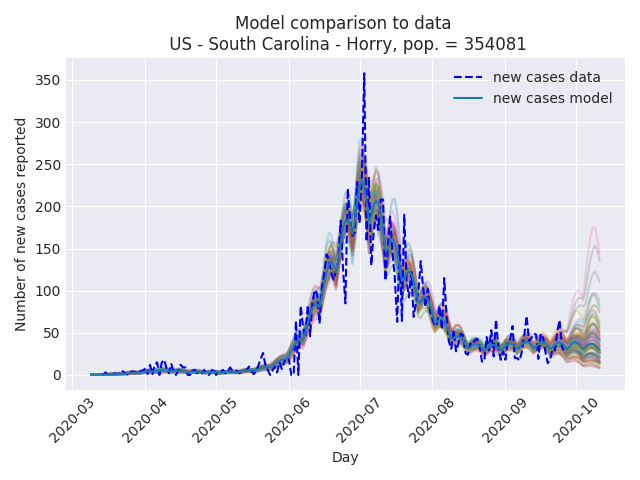 Model comparison to data
US - South Carolina - Horry, pop. = 354081
new cases data
new cases model
Number of new cases reported
350
300
250
200
150
100
50
0
2020-03
2020-04
2020-05
2020-06
2020-07
2020-08
2020-09
2020-10
Day